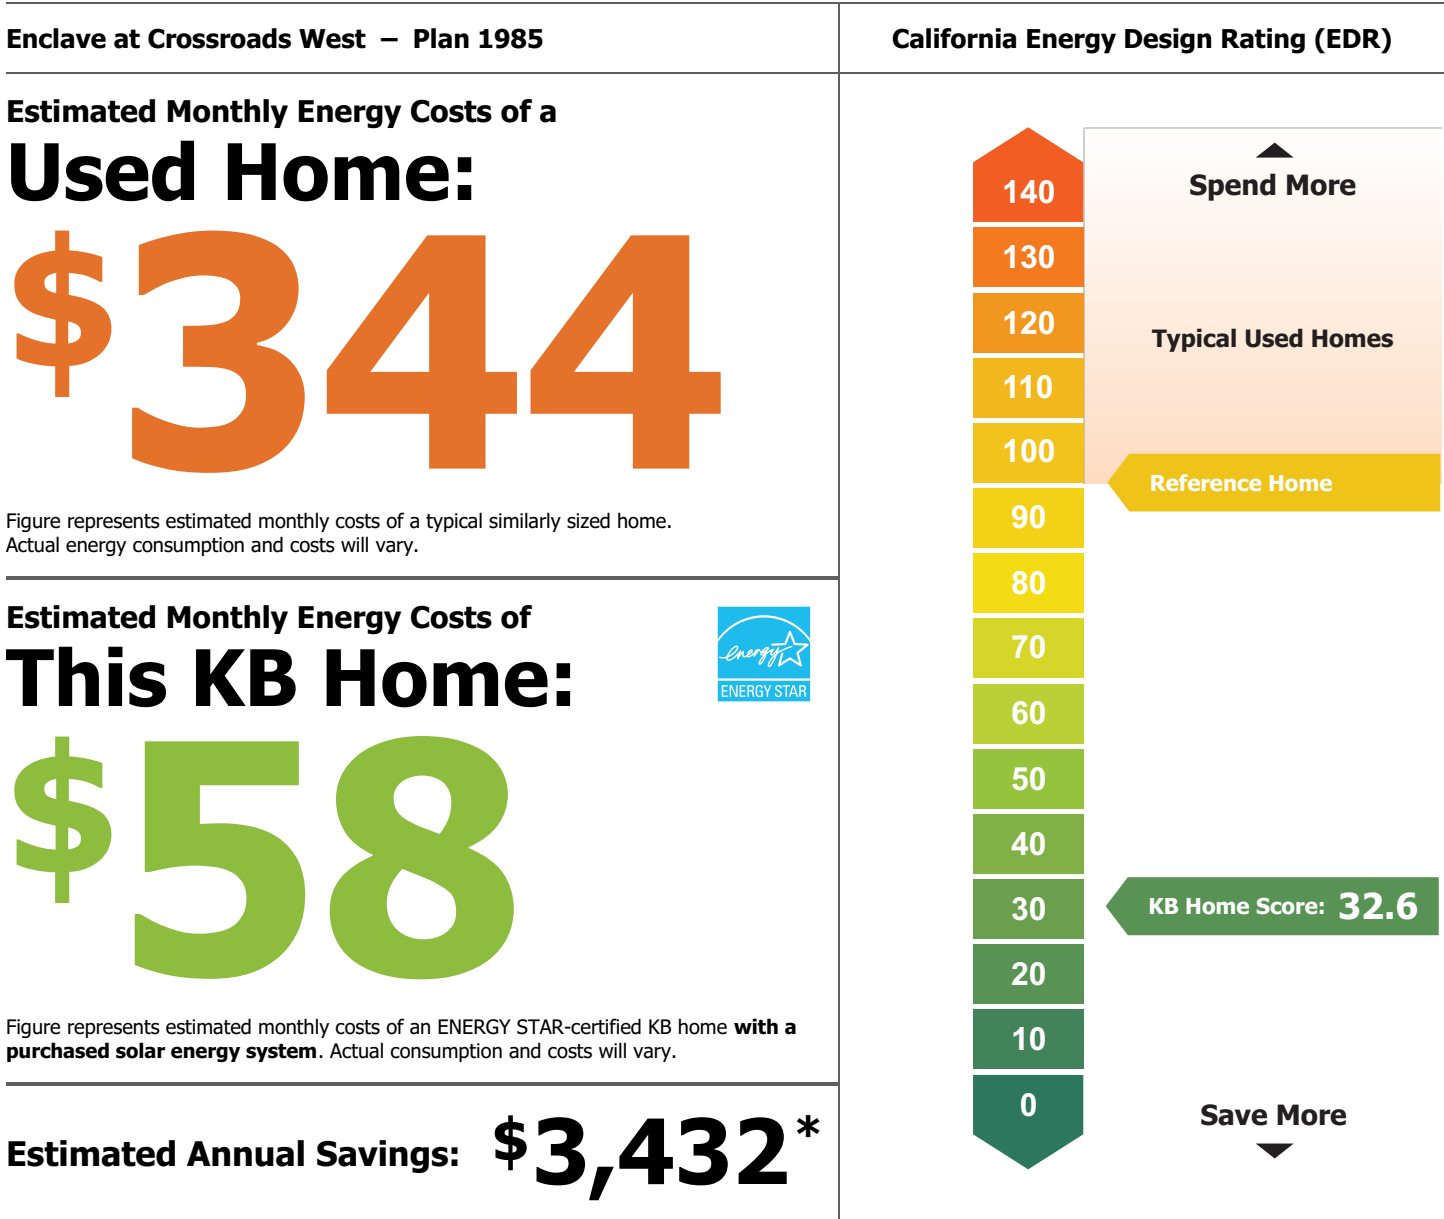 Enclave at Crossroads West – Plan 1985
Estimated Monthly Energy Costs of a
Used Home:
$344
Figure represents estimated monthly costs of a typical similarly sized home.
Actual energy consumption and costs will vary.
Estimated Monthly Energy Costs of
This KB Home:
energy
ENERGY STAR
$58
Figure represents estimated monthly costs of an ENERGY STAR-certified KB home with a
purchased solar energy system. Actual consumption and costs will vary.
Estimated Annual Savings: $3,432*
California Energy Design Rating (EDR)
Spend More
140
130
120
Typical Used Homes
110
100
Reference Home
90
80
70
60
50
40
30
KB Home Score: 32.6
20
10
0
Save More